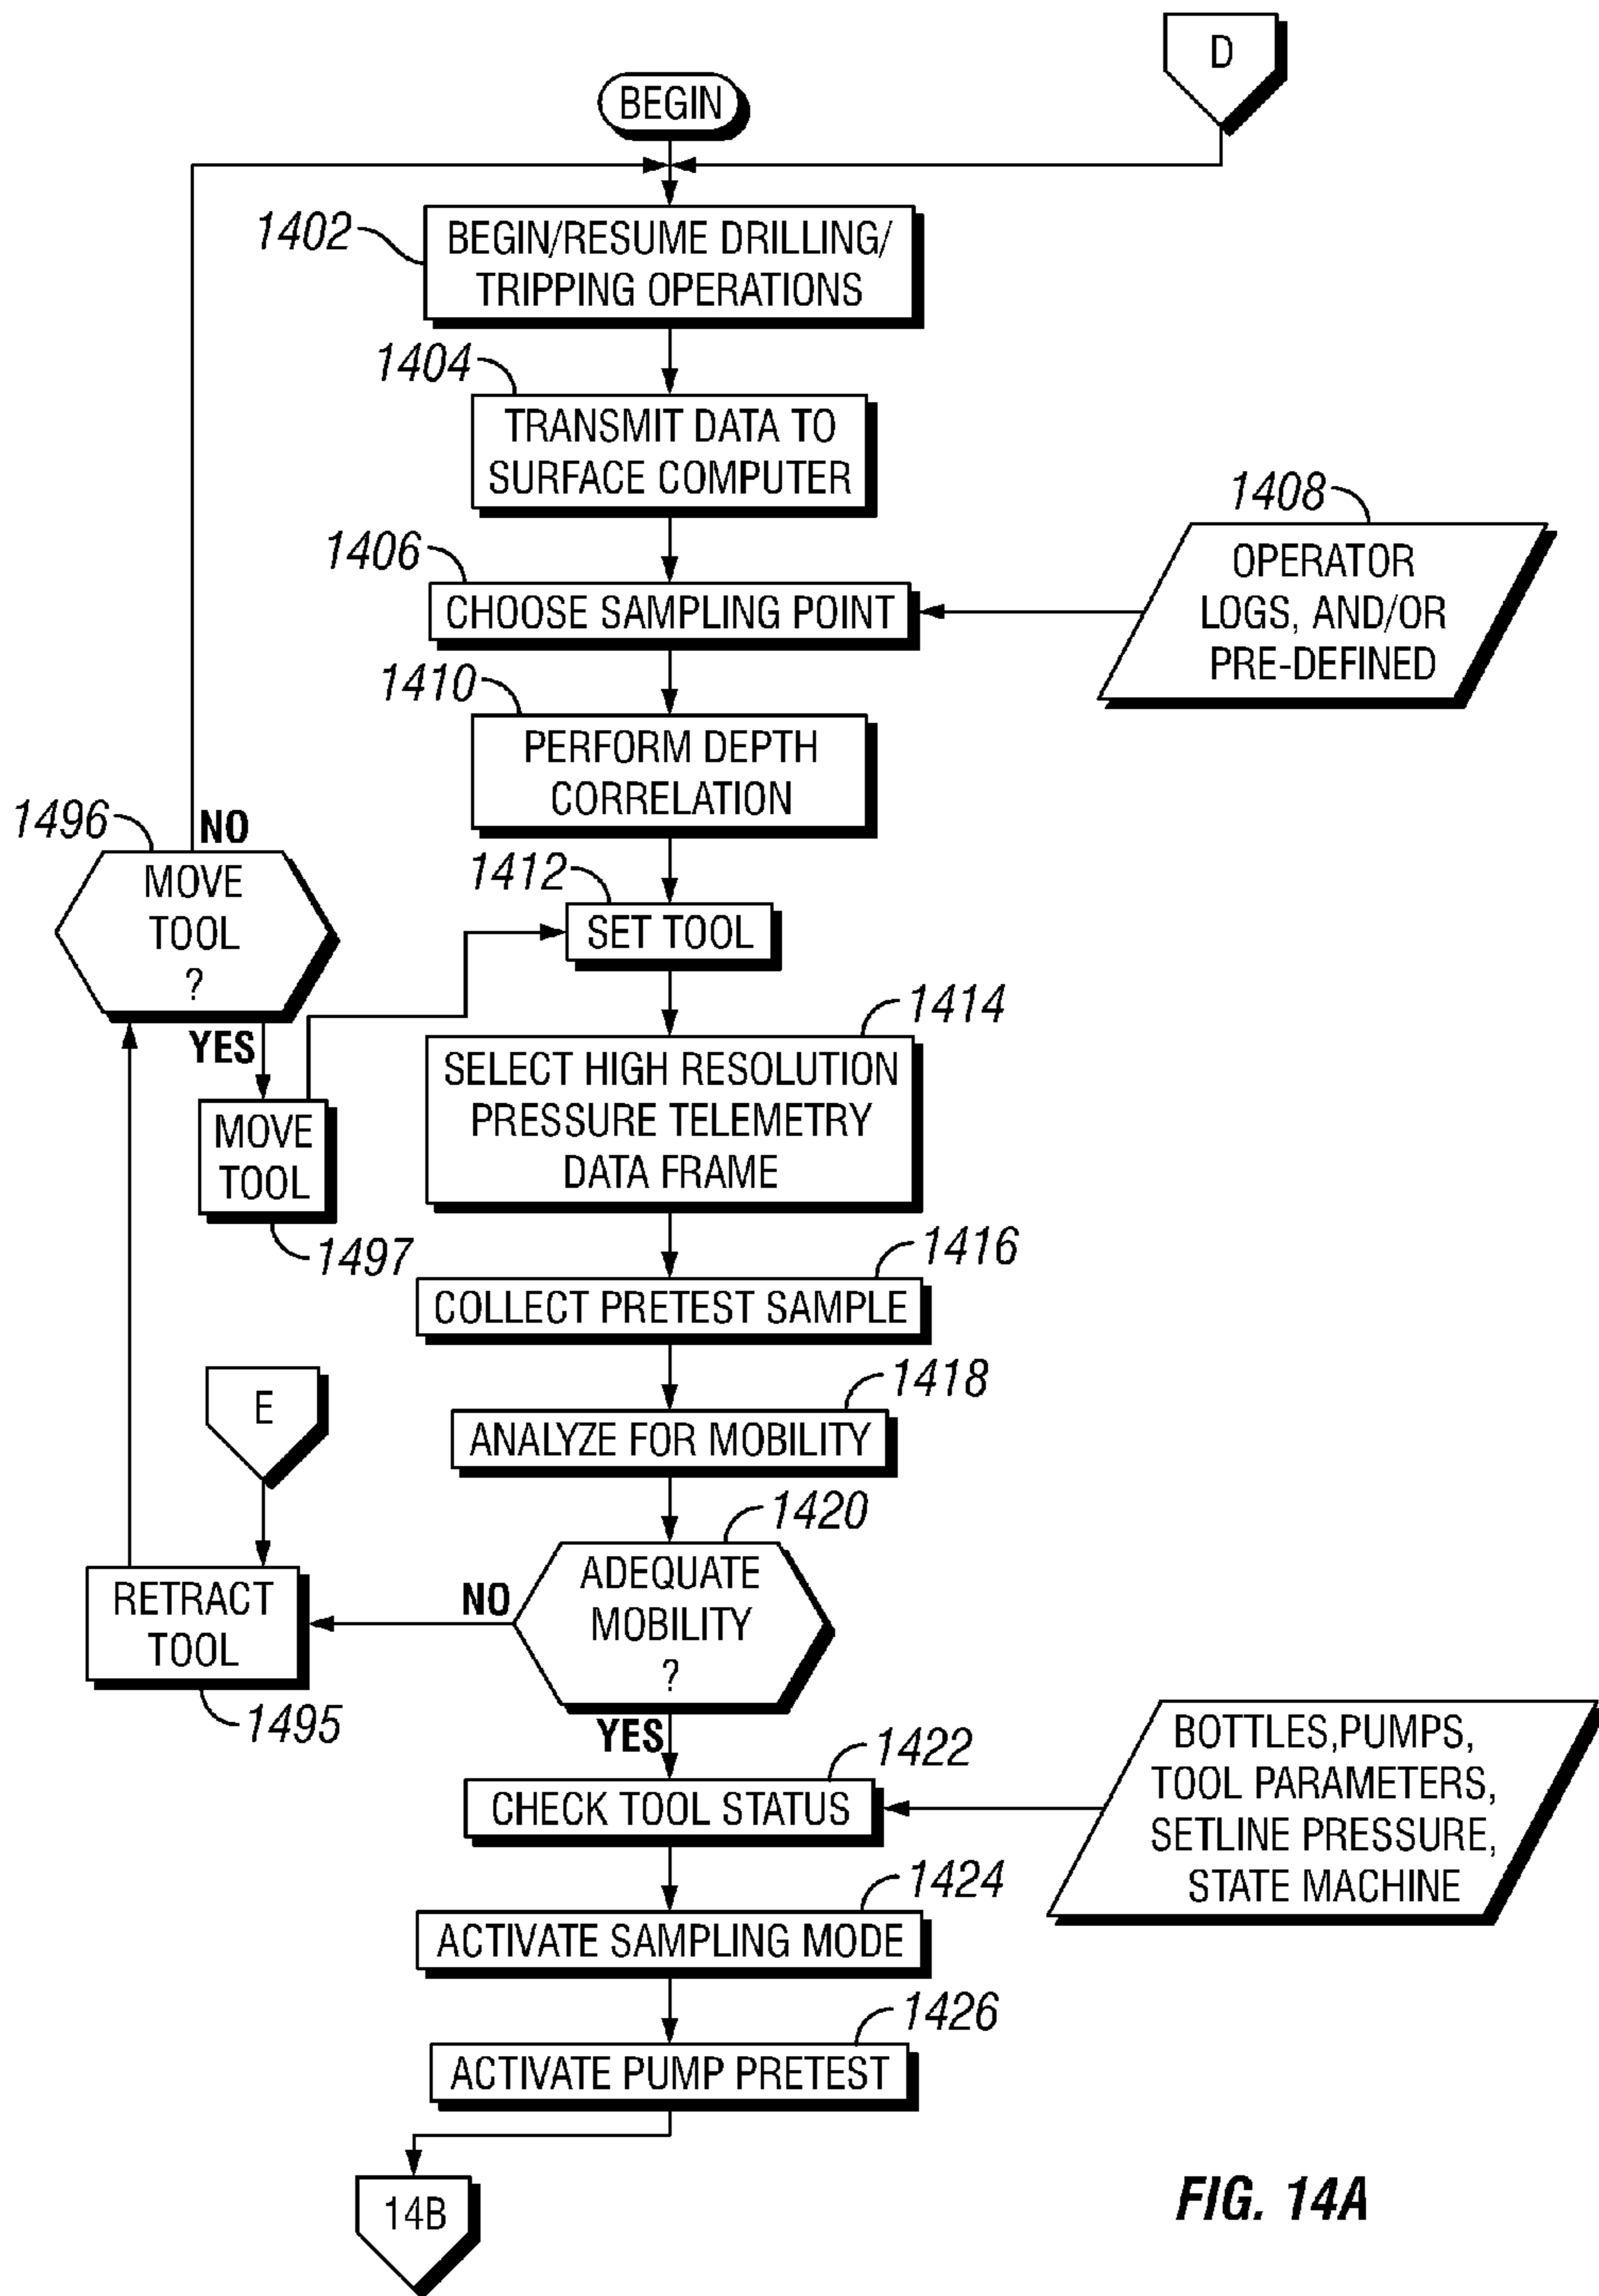 D
BEGIN
1402
BEGIN/RESUME DRILLING/
TRIPPING OPERATIONS
1404
TRANSMIT DATA TO
SURFACE COMPUTER
1408
OPERATOR
LOGS, AND/OR
PRE-DEFINED
1406
CHOOSE SAMPLING POINT
1410
PERFORM DEPTH
CORRELATION
1496
NO
MOVE
TOOL
?
YES
1412
SET TOOL
1414
SELECT HIGH RESOLUTION
PRESSURE TELEMETRY
DATA FRAME
MOVE
TOOL
1497
1416
COLLECT PRETEST SAMPLE
1418
ANALYZE FOR MOBILITY
E
1420
ADEQUATE
MOBILITY
?
NO
RETRACT
TOOL
1495
YES
1422
CHECK TOOL STATUS
BOTTLES,PUMPS,
TOOL PARAMETERS,
SETLINE PRESSURE,
STATE MACHINE
1424
ACTIVATE SAMPLING MODE
1426
ACTIVATE PUMP PRETEST
14B
FIG. 14A